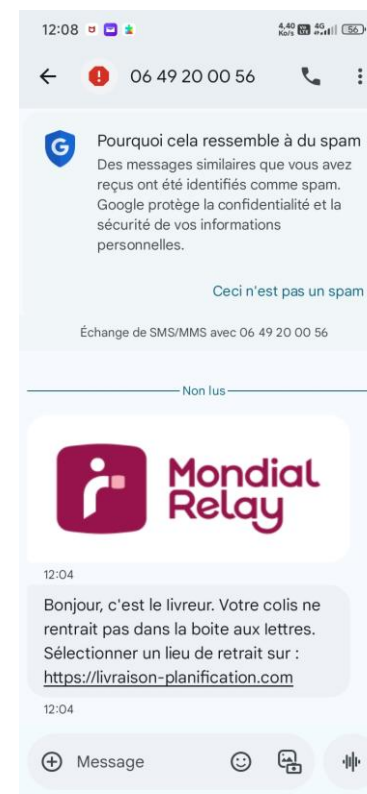 12:08
4,40 Ko/s 4G 56
06 49 20 00 56
G
Pourquoi cela ressemble à du spam
Des messages similaires que vous avez
reçus ont été identifiés comme spam.
Google protège la confidentialité et la
sécurité de vos informations
personnelles.
Ceci n'est pas un spam
Échange de SMS/MMS avec 06 49 20 00 56
Non lus
Mondial
Relay
12:04
Bonjour, c'est le livreur. Votre colis ne
rentrait pas dans la boite aux lettres.
Sélectionner un lieu de retrait sur :
https://livraison-planification.com
12:04
Message